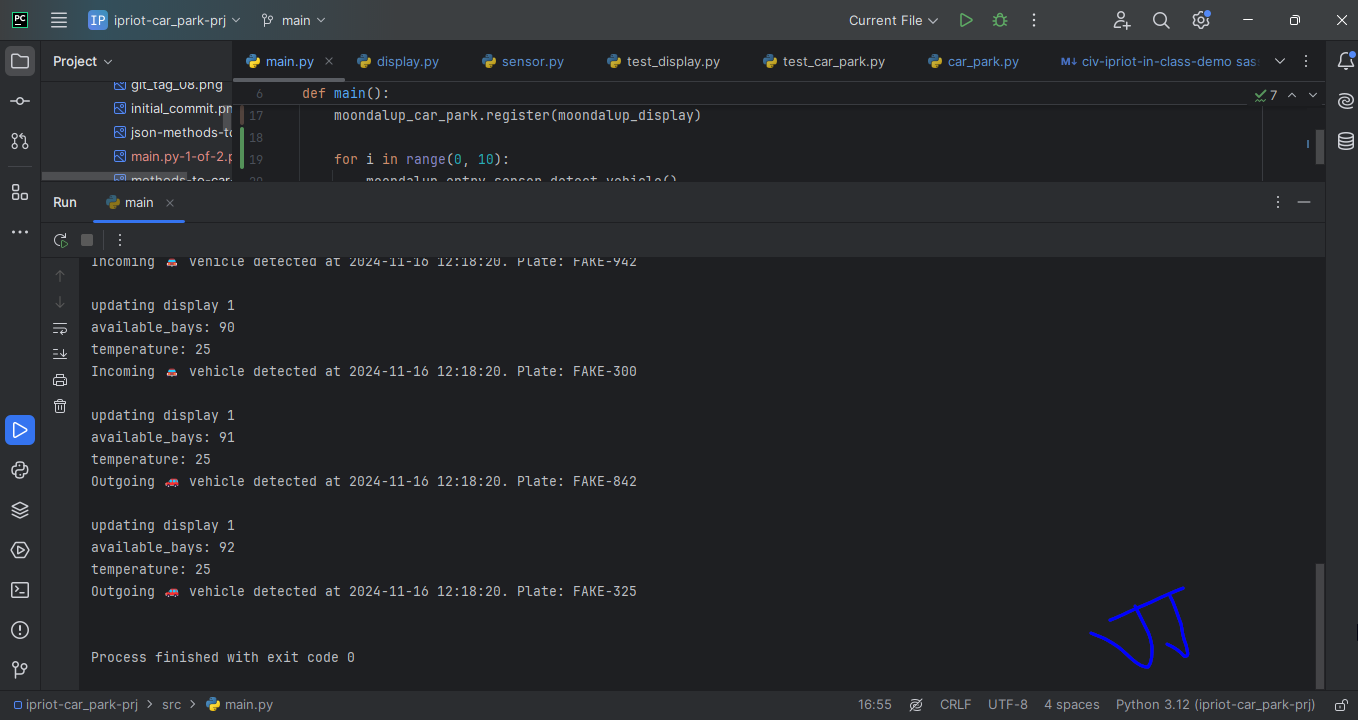 PC IP ipriot-car_park-prj main Current File
Project main.py display.py sensor.py test_display.py test_car_park.py car_park.py M↓ civ-ipriot-in-class-demo sas
git_tag_08.png
6 def main(): 7
initial_commit.pn
17 moondalup_car_park.register(moondalup_display)
json-methods-to
18
main.py-1-of-2.p
19 for i in range(0, 10):
methods-to-car-
20 moondalup_entry_sensor.detect_vehicle()
Run main
Incoming 🚘 vehicle detected at 2024-11-16 12:18:20. Plate: FAKE-942
updating display 1
available_bays: 90
temperature: 25
Incoming 🚘 vehicle detected at 2024-11-16 12:18:20. Plate: FAKE-300
updating display 1
available_bays: 91
temperature: 25
Outgoing 🚗 vehicle detected at 2024-11-16 12:18:20. Plate: FAKE-842
updating display 1
available_bays: 92
temperature: 25
Outgoing 🚗 vehicle detected at 2024-11-16 12:18:20. Plate: FAKE-325
Process finished with exit code 0
JJ
ipriot-car_park-prj > src > main.py 16:55 CRLF UTF-8 4 spaces Python 3.12 (ipriot-car_park-prj)